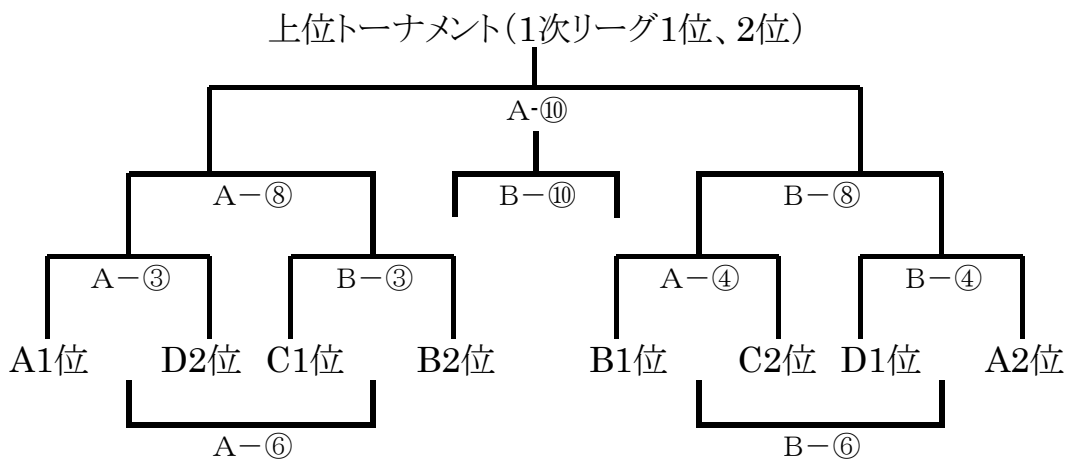 上位トーナメント（1次リーグ1位、2位）
A-⑩
A－⑧
B－⑩
B－⑧
A－③
B－③
A－④
B－④
A1位
D2位
C1位
B2位
B1位
C2位
D1位
A2位
A－⑥
B－⑥